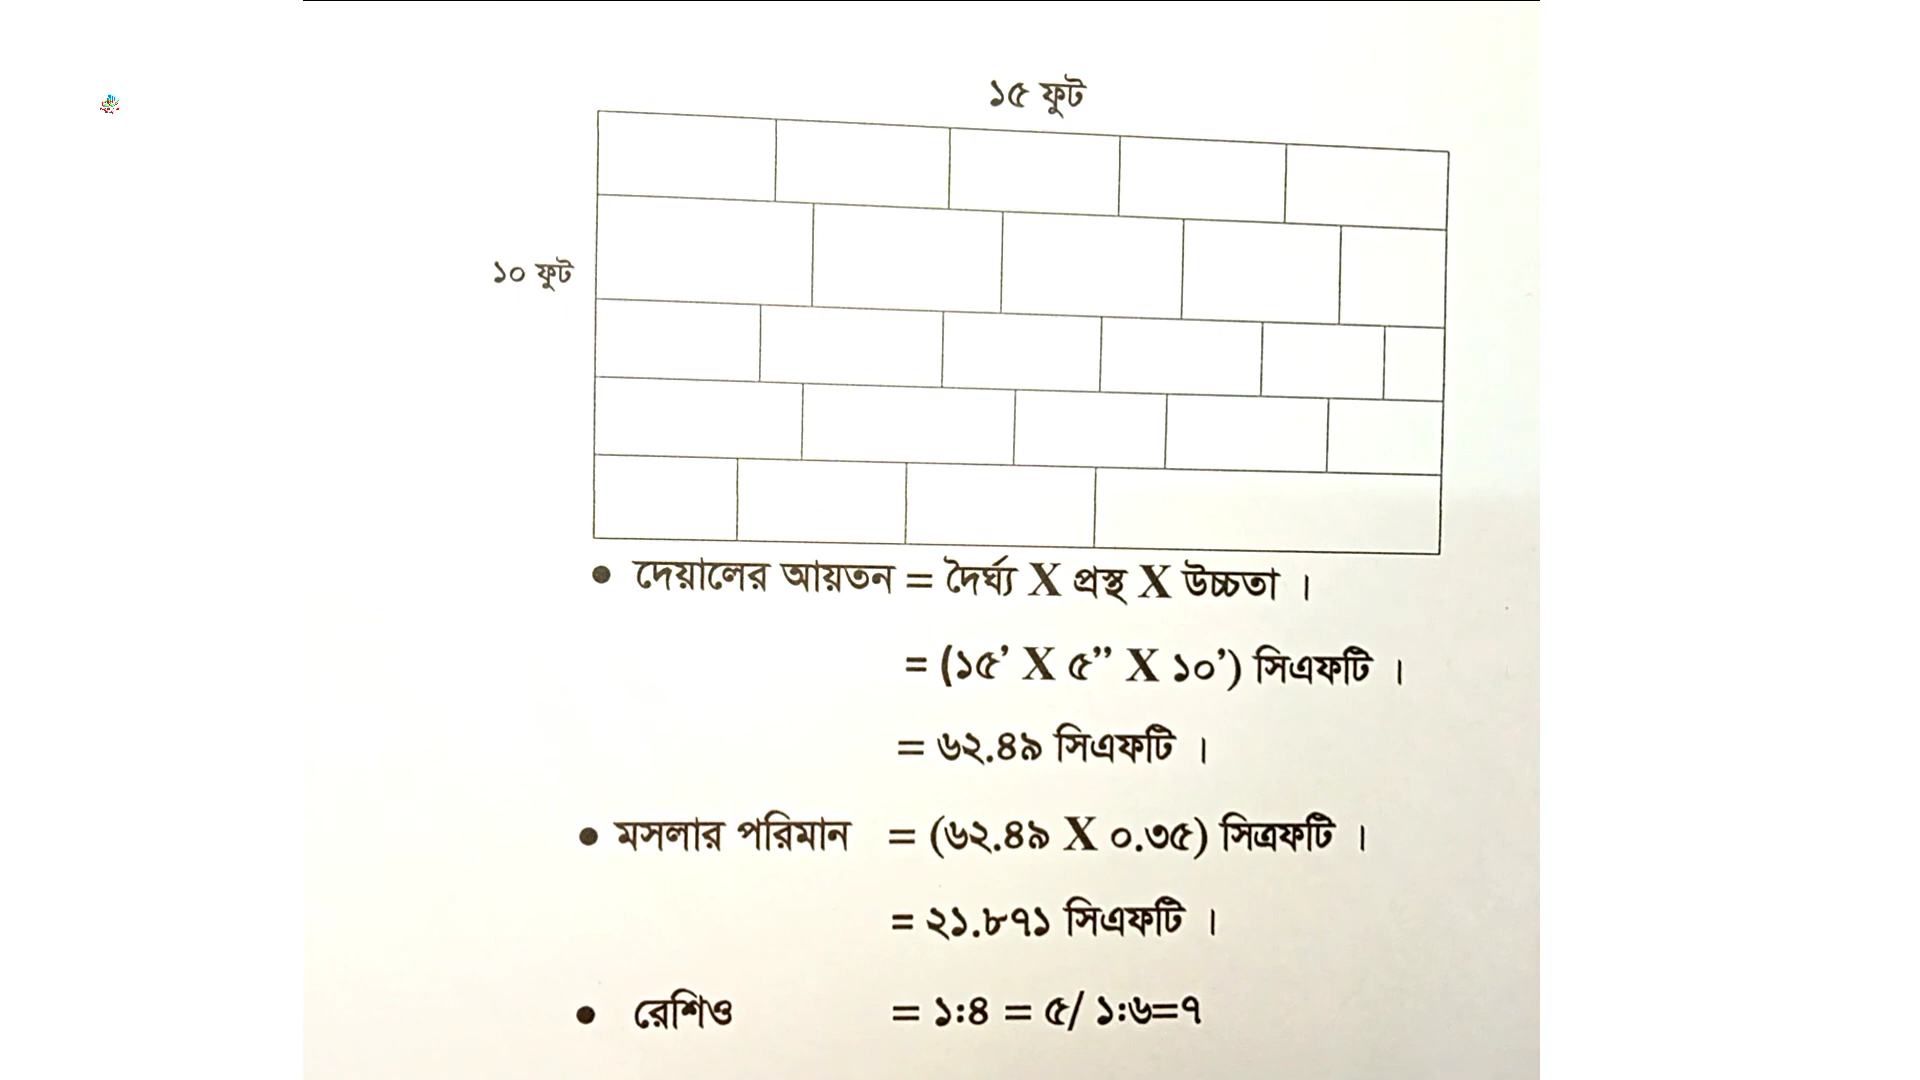 ১৫ ফুট
১০ ফুট
● দেয়ালের আয়তন = দৈর্ঘ্য X প্রস্থ X উচ্চতা ।
= (১৫’ X ৫” X ১০’) সিএফটি ।
= ৬২.৪৯ সিএফটি ।
● মসলার পরিমান = (৬২.৪৯ X ০.৩৫) সিত্রফটি ।
= ২১.৮৭১ সিএফটি ।
● রেশিও = ১:৪ = ৫/ ১:৬=৭